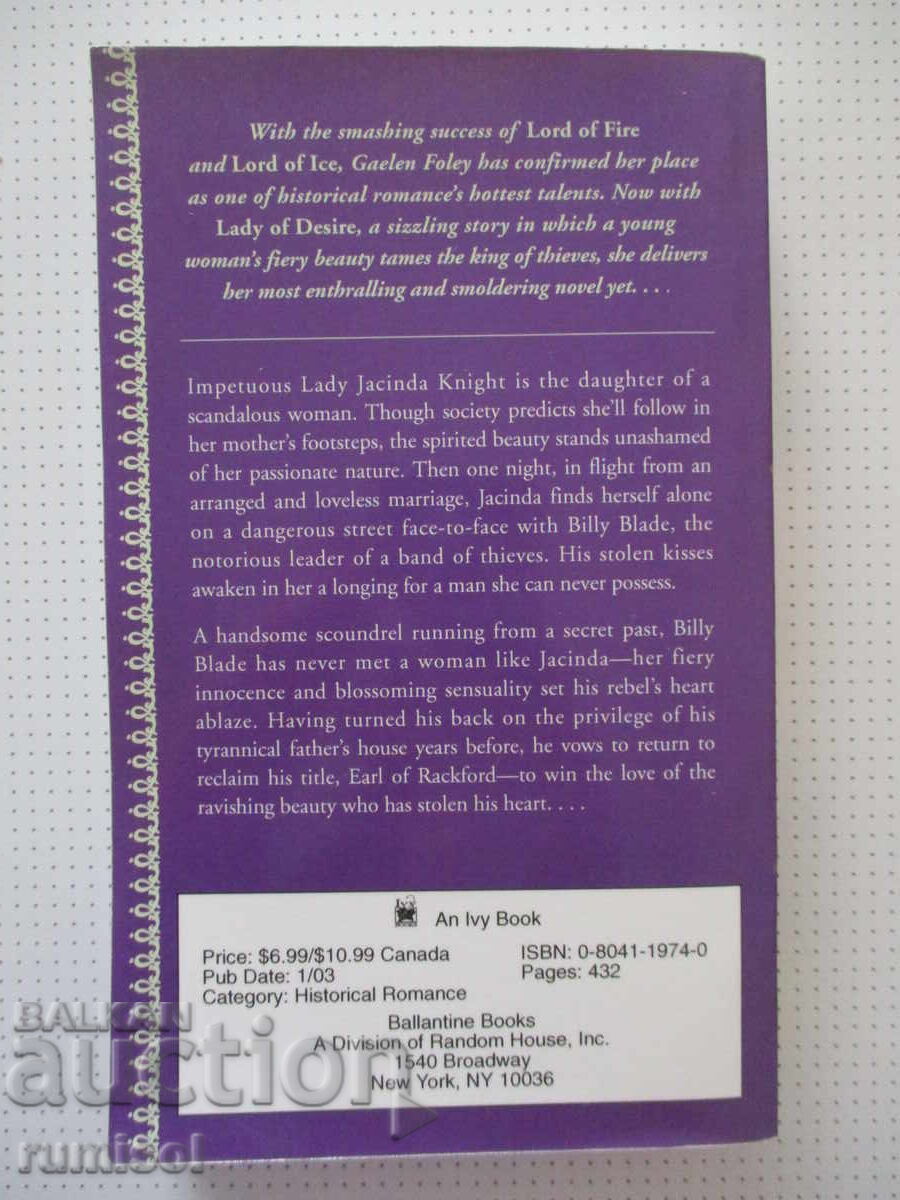 With the smashing success of Lord of Fire
and Lord of Ice, Gaelen Foley has confirmed her place
as one of historical romance's hottest talents. Now with
Lady of Desire, a sizzling story in which a young
woman's fiery beauty tames the king of thieves, she delivers
her most enthralling and smoldering novel yet. . . .
Impetuous Lady Jacinda Knight is the daughter of a
scandalous woman. Though society predicts she'll follow in
her mother's footsteps, the spirited beauty stands unashamed
of her passionate nature. Then one night, in flight from an
arranged and loveless marriage, Jacinda finds herself alone
on a dangerous street face-to-face with Billy Blade, the
notorious leader of a band of thieves. His stolen kisses
awaken in her a longing for a man she can never possess.
A handsome scoundrel running from a secret past, Billy
Blade has never met a woman like Jacinda—her fiery
innocence and blossoming sensuality set his rebel's heart
ablaze. Having turned his back on the privilege of his
tyrannical father's house years before, he vows to return to
reclaim his title, Earl of Rackford—to win the love of the
ravishing beauty who has stolen his heart. . . .
An Ivy Book
Price: $6.99/$10.99 Canada ISBN: 0-8041-1974-0
Pub Date: 1/03 Pages: 432
Category: Historical Romance
Ballantine Books
A Division of Random House, Inc.
1540 Broadway
New York, NY 10036
BALKAN
auction
rumisol